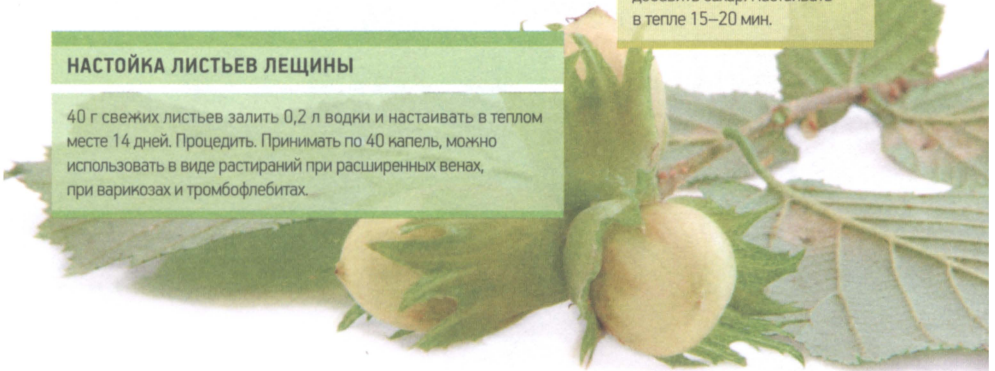 в тепле 15–20 мин.
НАСТОЙКА ЛИСТЬЕВ ЛЕЩИНЫ
40 г свежих листьев залить 0,2 л водки и настаивать в теплом
месте 14 дней. Процедить. Принимать по 40 капель, можно
использовать в виде растираний при расширенных венах,
при варикозах и тромбофлебитах.